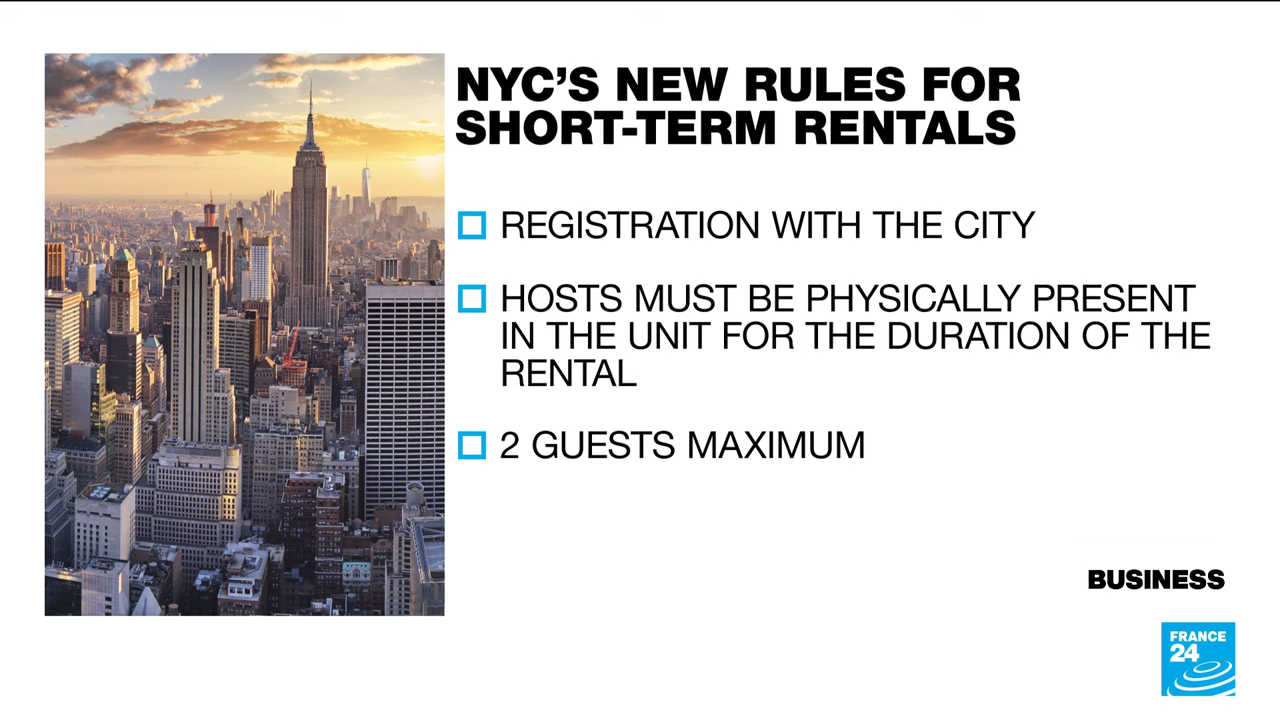 NYC’S NEW RULES FOR
SHORT-TERM RENTALS
REGISTRATION WITH THE CITY
HOSTS MUST BE PHYSICALLY PRESENT
IN THE UNIT FOR THE DURATION OF THE
RENTAL
2 GUESTS MAXIMUM
BUSINESS
FRANCE
24